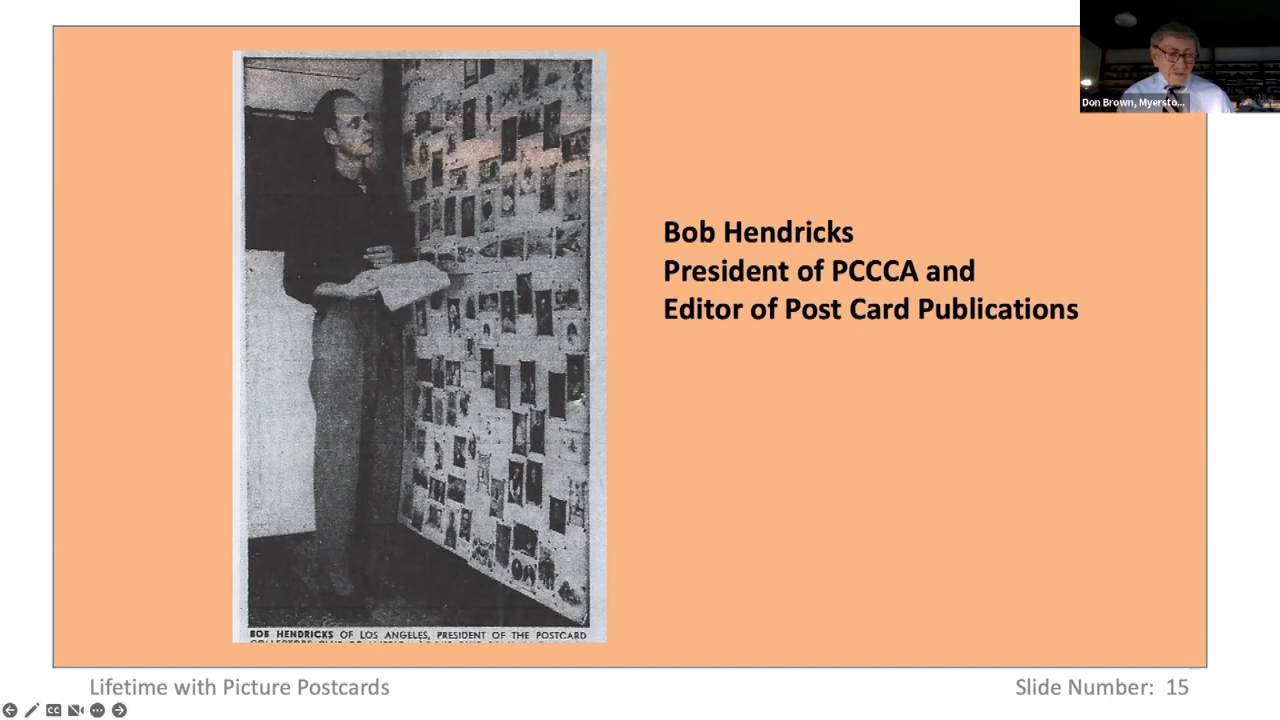 Don Brown, Myersto...
Bob Hendricks
President of PCCCA and
Editor of Post Card Publications
BOB HENDRICKS OF LOS ANGELES, PRESIDENT OF THE POSTCARD
Lifetime with Picture Postcards
Slide Number: 15
CC